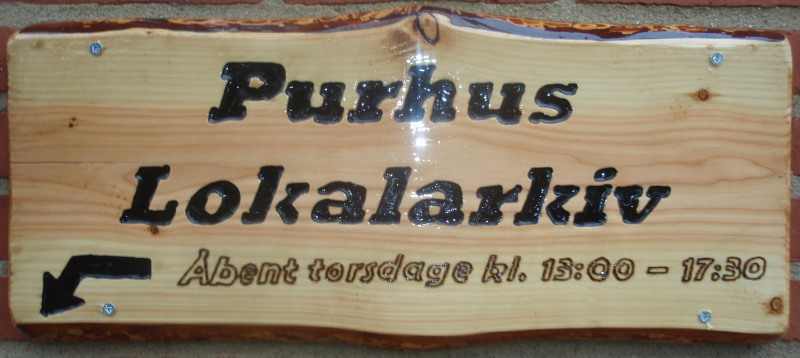 Purhus
Lokalarkiv
Åbent torsdage kl. 13:00 - 17:30